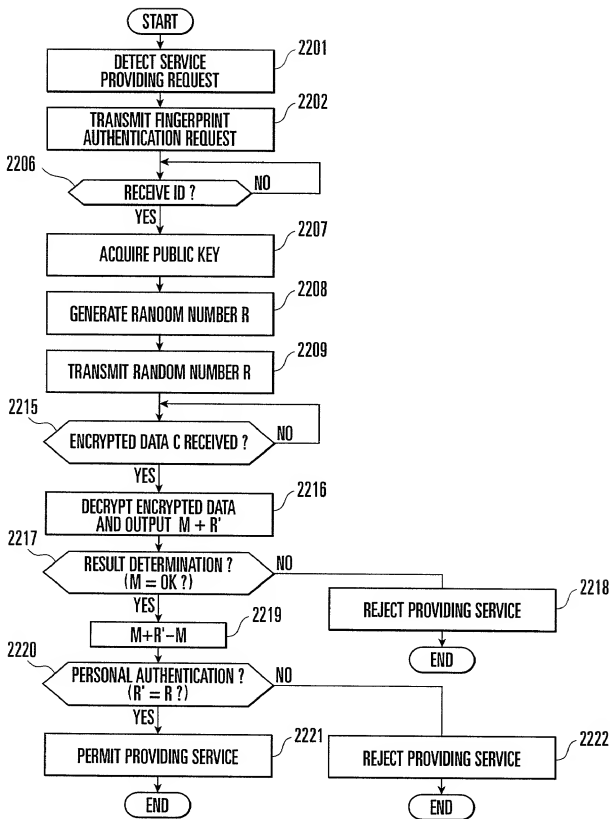 START
2201
DETECT SERVICE
PROVIDING REQUEST
2202
TRANSMIT FINGERPRINT
AUTHENTICATION REQUEST
2206
RECEIVE ID ?
NO
YES
2207
ACQUIRE PUBLIC KEY
2208
GENERATE RANDOM NUMBER R
2209
TRANSMIT RANDOM NUMBER R
2215
ENCRYPTED DATA C RECEIVED ?
NO
YES
2216
DECRYPT ENCRYPTED DATA
AND OUTPUT M + R'
2217
RESULT DETERMINATION ?
(M = OK ?)
NO
YES
2218
REJECT PROVIDING SERVICE
END
2219
M+R'–M
2220
PERSONAL AUTHENTICATION ?
(R' = R ?)
NO
YES
2221
PERMIT PROVIDING SERVICE
END
2222
REJECT PROVIDING SERVICE
END